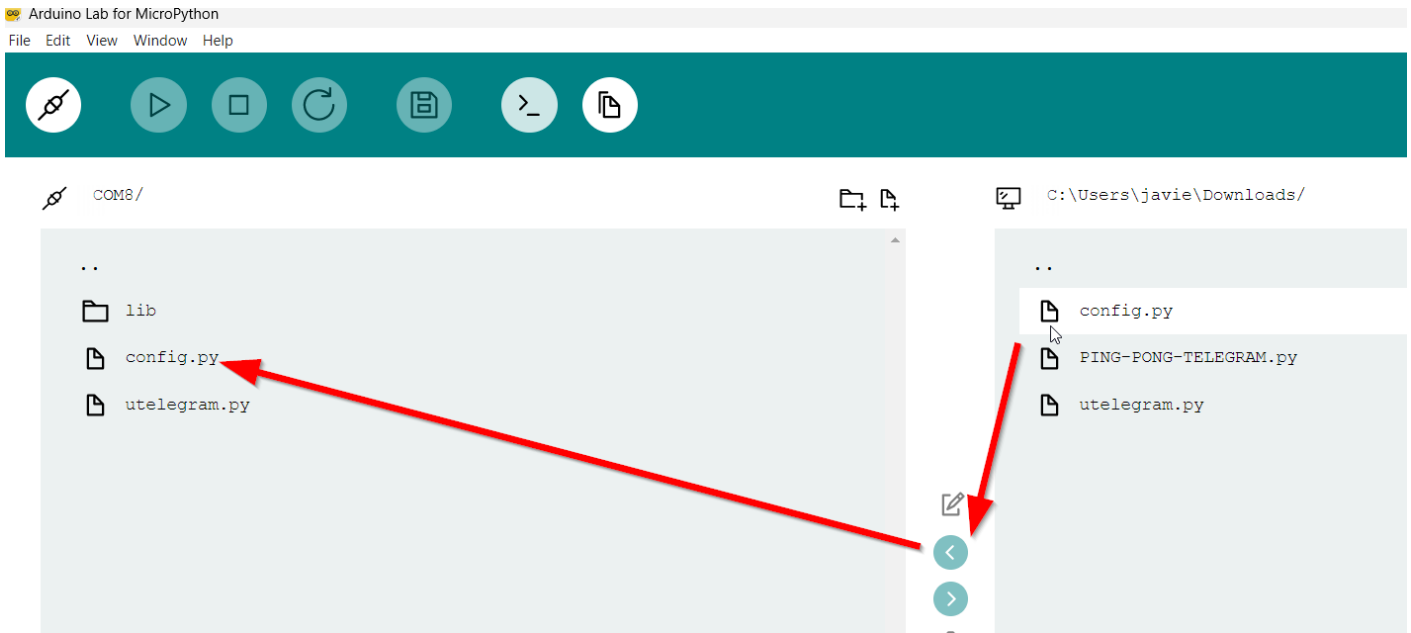 Arduino Lab for MicroPython
File Edit View Window Help
COM8/
..
lib
config.py
utelegram.py
C:\Users\javie\Downloads/
..
config.py
PING-PONG-TELEGRAM.py
utelegram.py